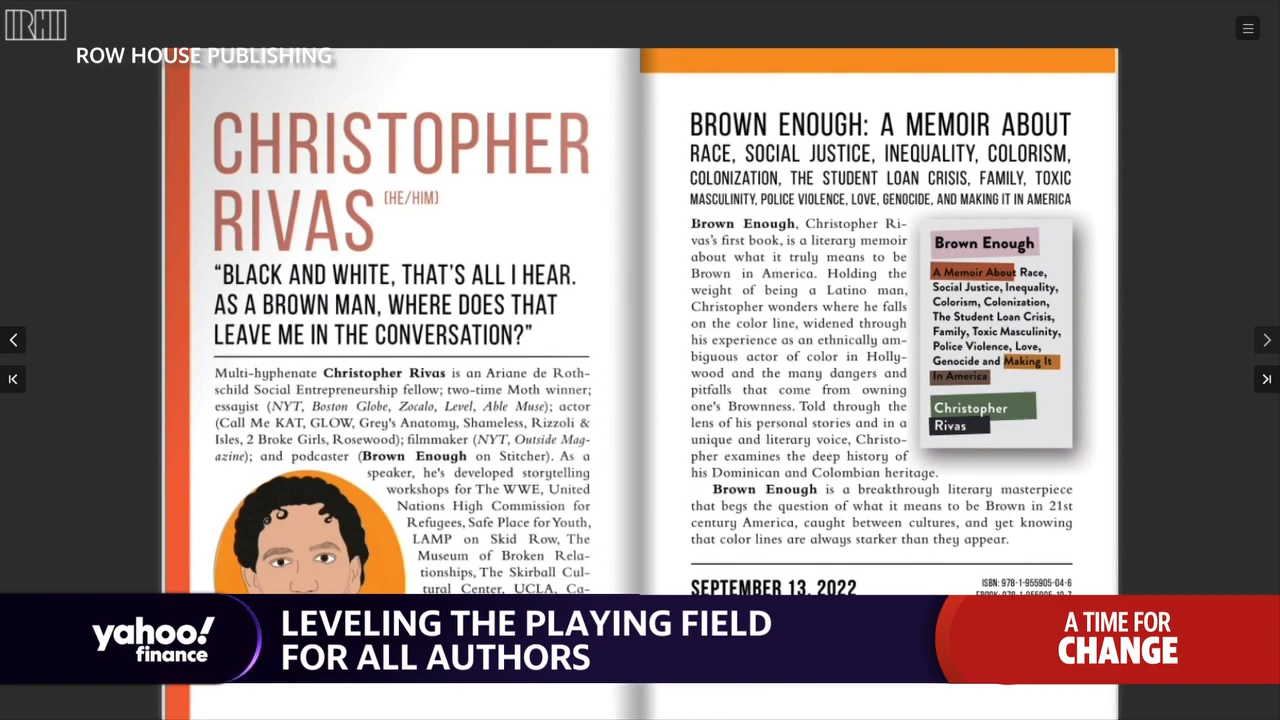 RHI
ROW HOUSE PUBLISHING
CHRISTOPHER
RIVAS (HE/HIM)
“BLACK AND WHITE, THAT’S ALL I HEAR.
AS A BROWN MAN, WHERE DOES THAT
LEAVE ME IN THE CONVERSATION?”
Multi-hyphenate Christopher Rivas is an Ariane de Roth-
schild Social Entrepreneurship fellow; two-time Moth winner;
essayist (NYT, Boston Globe, Zocalo, Level, Able Muse); actor
(Call Me KAT, GLOW, Grey's Anatomy, Shameless, Rizzoli &
Isles, 2 Broke Girls, Rosewood); filmmaker (NYT, Outside Mag-
azine); and podcaster (Brown Enough on Stitcher). As a
speaker, he's developed storytelling
workshops for The WWE, United
Nations High Commission for
Refugees, Safe Place for Youth,
LAMP on Skid Row, The
Museum of Broken Rela-
tionships, The Skirball Cul-
tural Center, UCLA, Ca-
BROWN ENOUGH: A MEMOIR ABOUT
RACE, SOCIAL JUSTICE, INEQUALITY, COLORISM,
COLONIZATION, THE STUDENT LOAN CRISIS, FAMILY, TOXIC
MASCULINITY, POLICE VIOLENCE, LOVE, GENOCIDE, AND MAKING IT IN AMERICA
Brown Enough, Christopher Ri-
vas’s first book, is a literary memoir
about what it truly means to be
Brown in America. Holding the
weight of being a Latino man,
Christopher wonders where he falls
on the color line, widened through
his experience as an ethnically am-
biguous actor of color in Holly-
wood and the many dangers and
pitfalls that come from owning
one's Brownness. Told through the
lens of his personal stories and in a
unique and literary voice, Christo-
pher examines the deep history of
his Dominican and Colombian heritage.
Brown Enough is a breakthrough literary masterpiece
that begs the question of what it means to be Brown in 21st
century America, caught between cultures, and yet knowing
that color lines are always starker than they appear.
Brown Enough
A Memoir About Race,
Social Justice, Inequality,
Colorism, Colonization,
The Student Loan Crisis,
Family, Toxic Masculinity,
Police Violence, Love,
Genocide and Making It
In America
Christopher
Rivas
SEPTEMBER 13, 2022
ISBN: 978-1-955905-04-6
EBOOK: 978-1-955905-10-7
yahoo!
finance
LEVELING THE PLAYING FIELD
FOR ALL AUTHORS
A TIME FOR
CHANGE